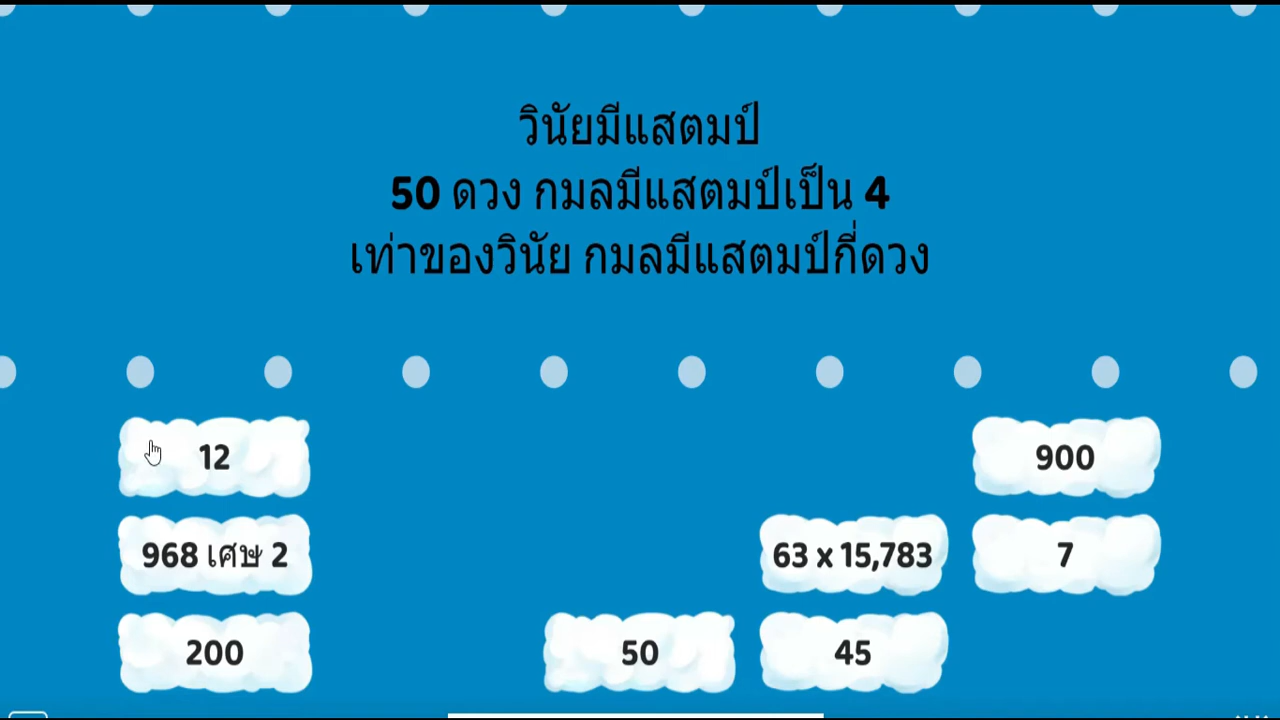 วินัยมีแสตมป์
50 ดวง กมลมีแสตมป์เป็น 4
เท่าของวินัย กมลมีแสตมป์กี่ดวง
12
900
968 เศษ 2
63 x 15,783
7
200
50
45